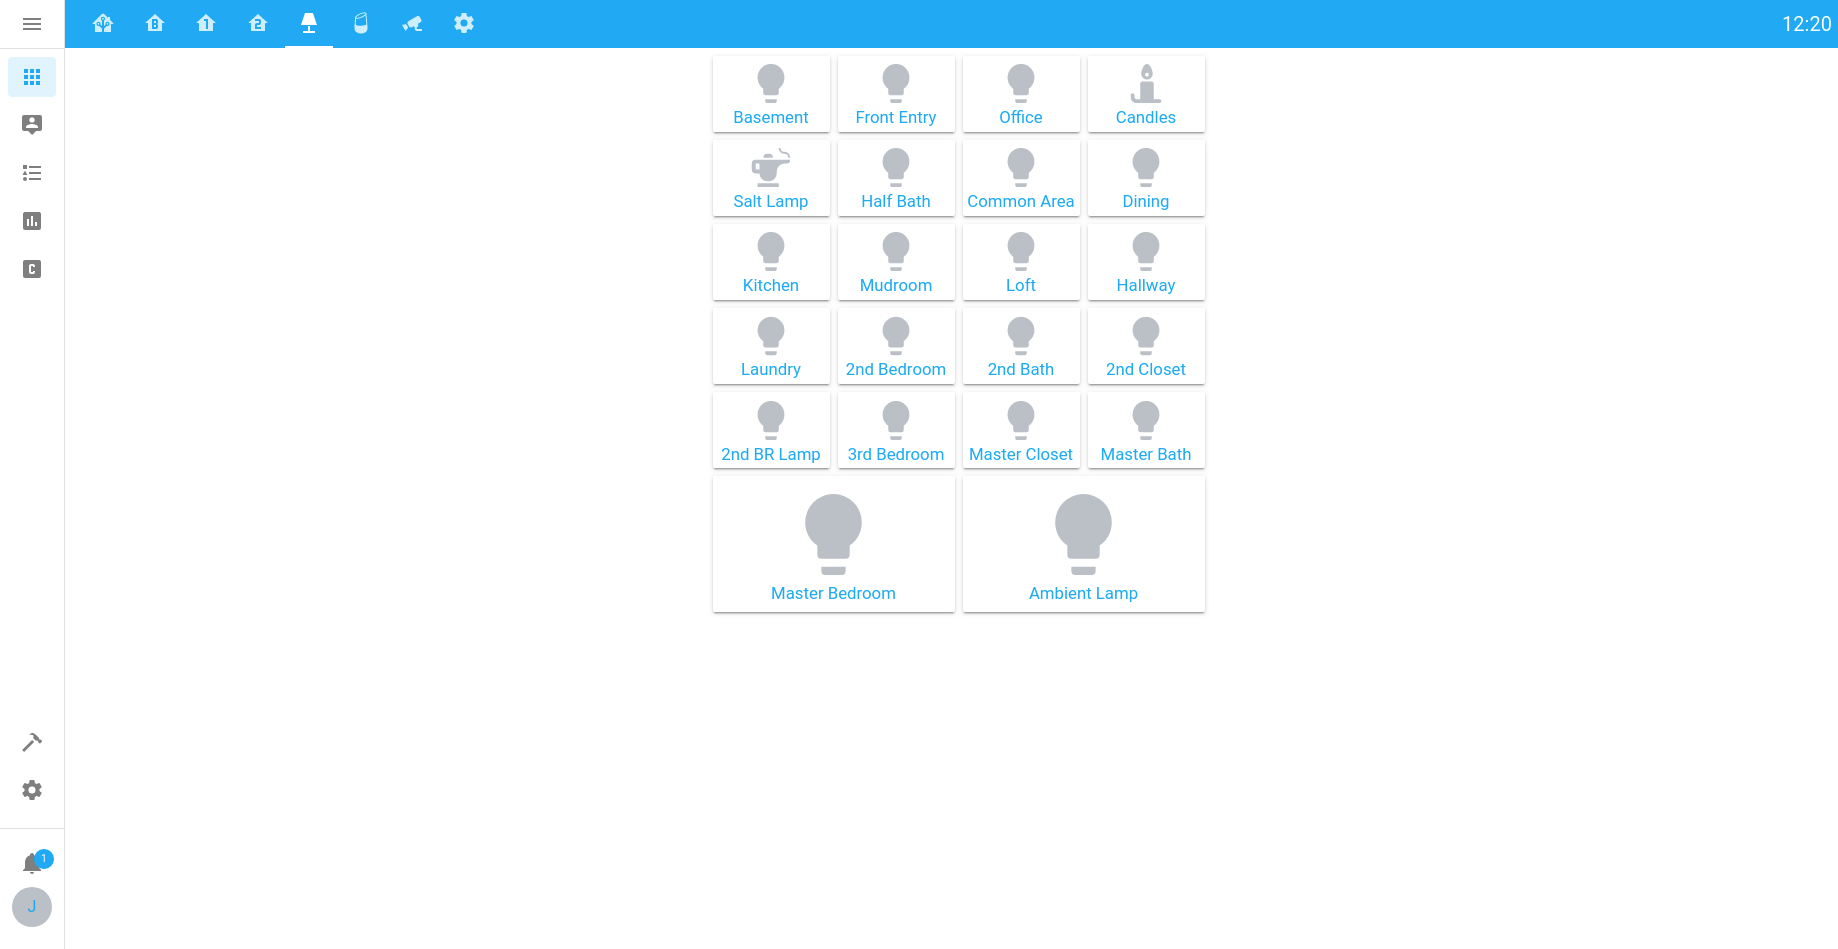 B 1 2 12:20
Basement Front Entry Office Candles
Salt Lamp Half Bath Common Area Dining
Kitchen Mudroom Loft Hallway
Laundry 2nd Bedroom 2nd Bath 2nd Closet
2nd BR Lamp 3rd Bedroom Master Closet Master Bath
Master Bedroom Ambient Lamp
C
1
J